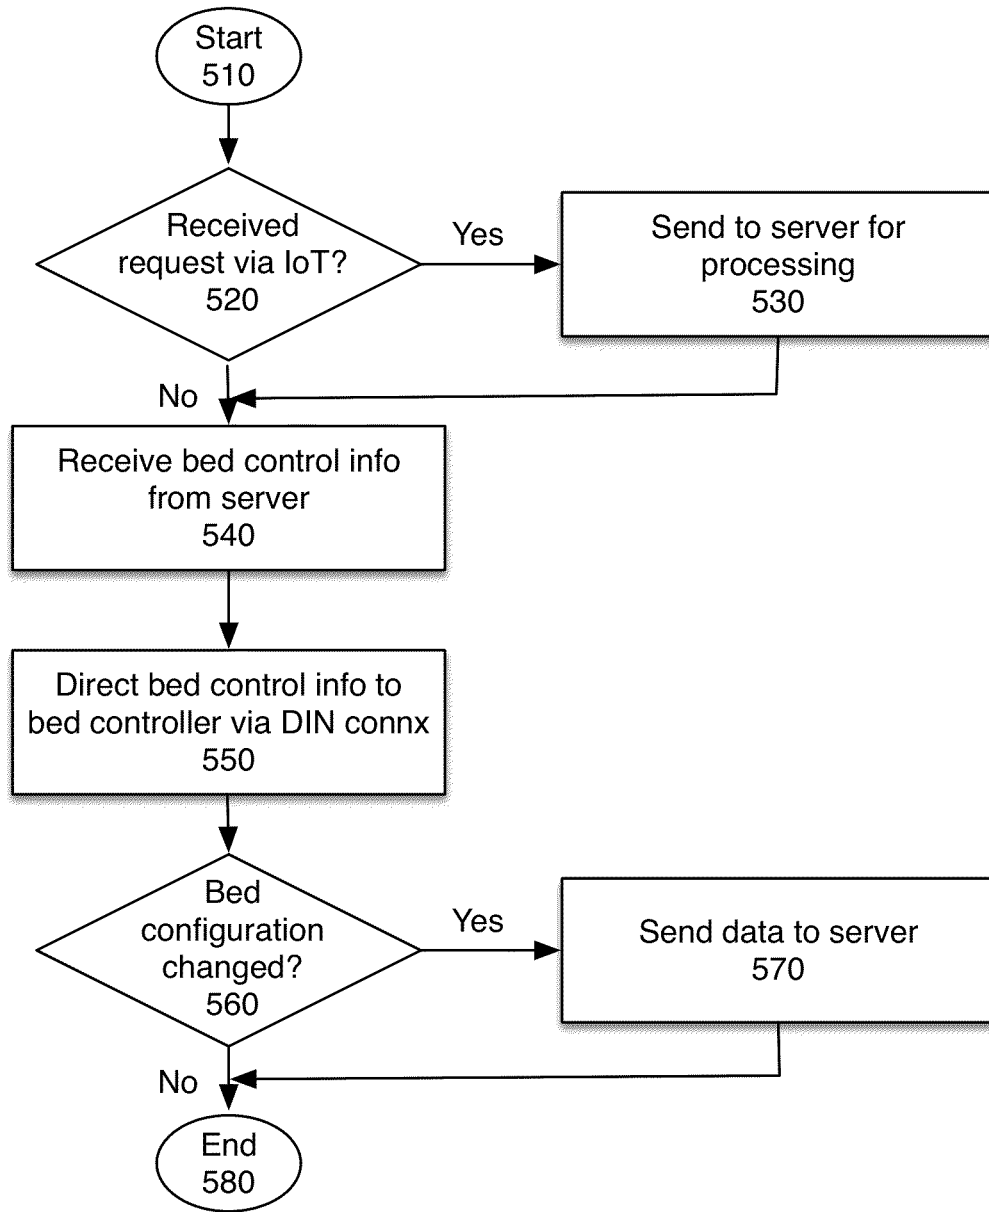 Start
510
Received
request via IoT?
520
Yes
Send to server for
processing
530
No
Receive bed control info
from server
540
Direct bed control info to
bed controller via DIN connx
550
Bed
configuration
changed?
560
Yes
Send data to server
570
No
End
580